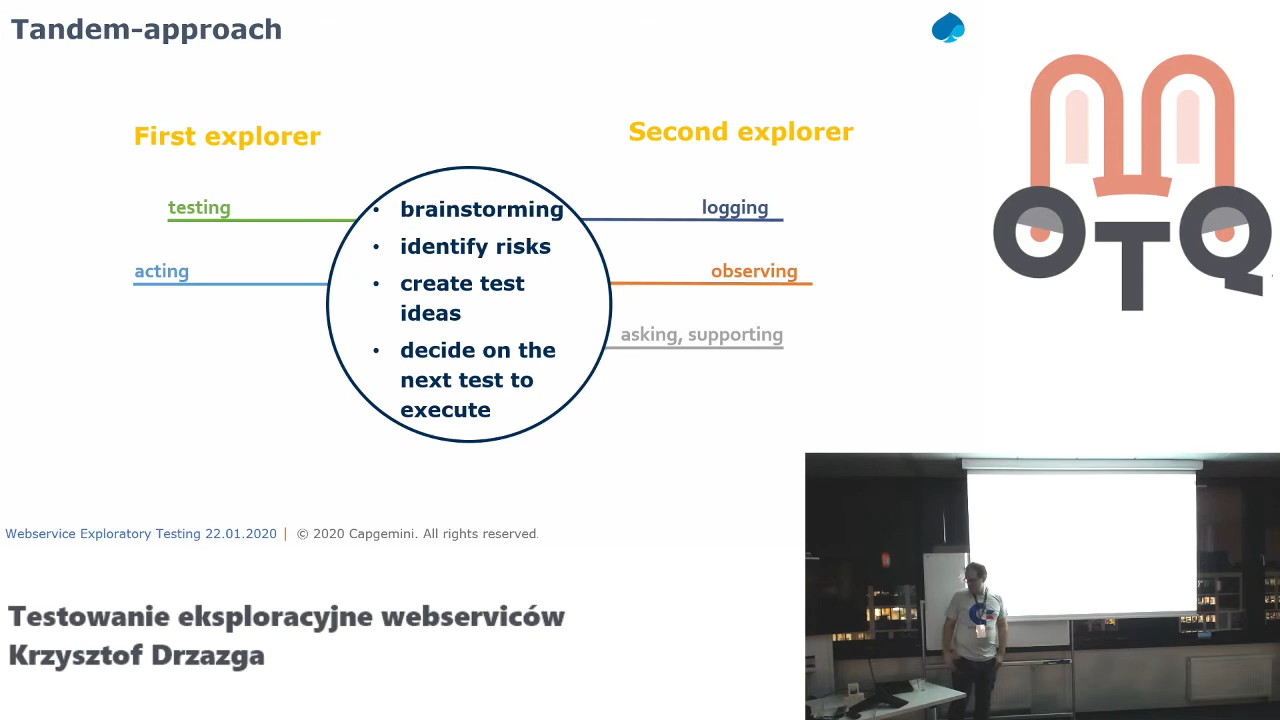 Tandem-approach
First explorer
Second explorer
testing
acting
• brainstorming
• identify risks
• create test
ideas
• decide on the
next test to
execute
logging
observing
asking, supporting
Webservice Exploratory Testing 22.01.2020 | © 2020 Capgemini. All rights reserved.
OTQ
Testowanie eksploracyjne webserviców
Krzysztof Drzazga